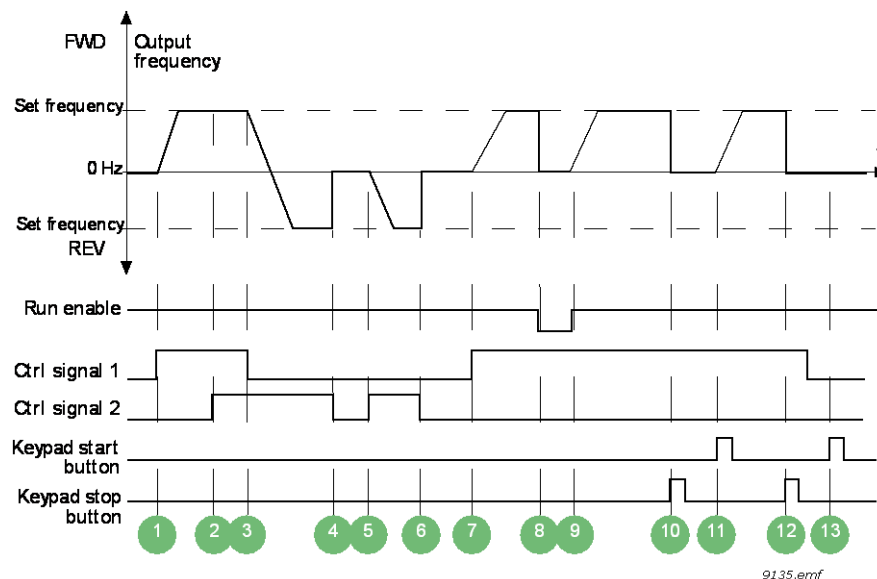 FWD
Output
frequency
Set frequency
0 Hz
Set frequency
REV
Run enable
Ctrl signal 1
Ctrl signal 2
Keypad start
button
Keypad stop
button
1 2 3 4 5 6 7 8 9 10 11 12 13
9135.emf